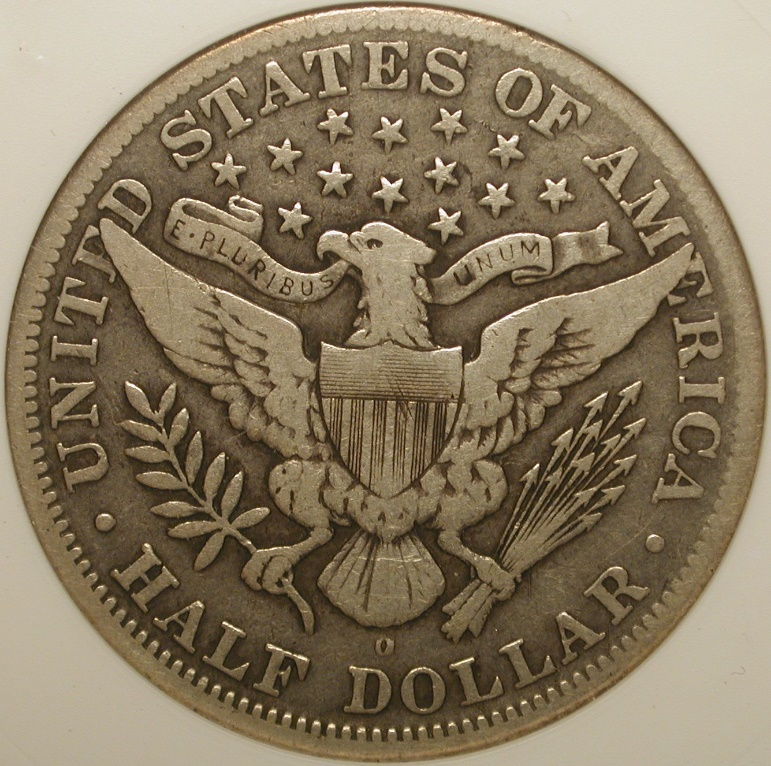 UNITED STATES OF AMERICA
E·PLURIBUS UNUM
O
HALF DOLLAR